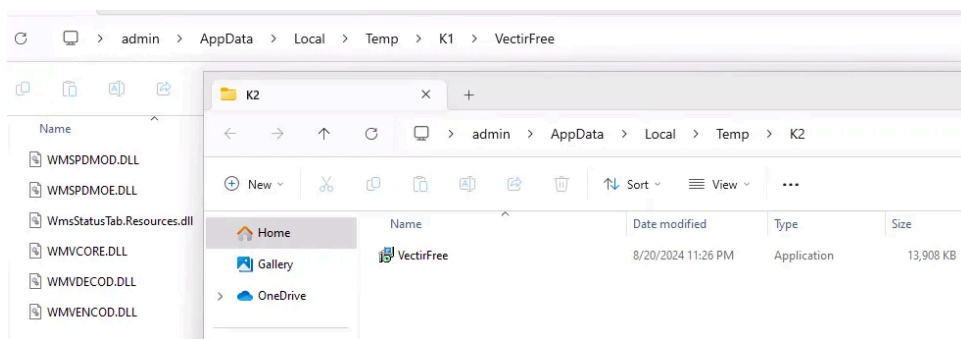 admin > AppData > Local > Temp > K1 > VectirFree
Name
WMSPDMOD.DLL
WMSPDMOE.DLL
WmsStatusTab.Resources.dll
WMVCORE.DLL
WMVDECOD.DLL
WMVENCOD.DLL
K2
admin > AppData > Local > Temp > K2
New Sort View
Home
Gallery
OneDrive
Name Date modified Type Size
VectirFree 8/20/2024 11:26 PM Application 13,908 KB